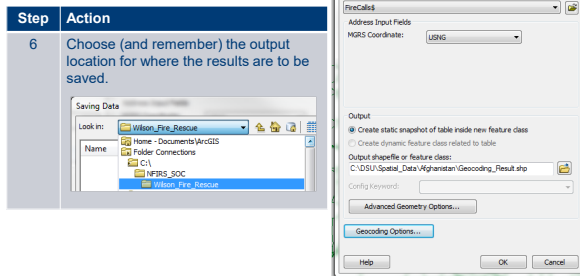 Step Action
6 Choose (and remember) the output
location for where the results are to be
saved.
Saving Data
Look in: Wilson_Fire_Rescue
Name
Home - Documents\ArcGIS
Folder Connections
C:\
NFIRS_SOC
Wilson_Fire_Rescue
FireCalls$
Address Input Fields
MGRS Coordinate: USNG
Output
Create static snapshot of table inside new feature class
Create dynamic feature class related to table
Output shapefile or feature class:
C:\DSU\Spatial_Data\Afghanistan\Geocoding_Result.shp
Config Keyword:
Advanced Geometry Options...
Geocoding Options...
Help OK Cancel